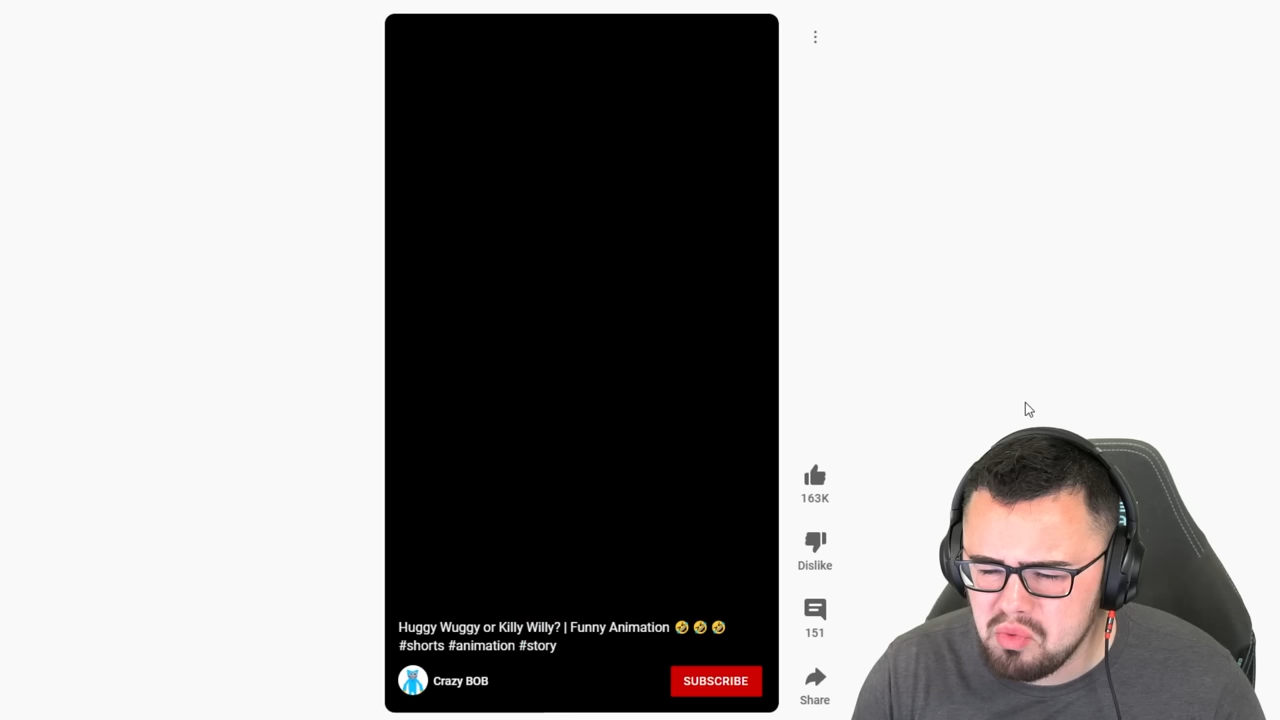 163K
Dislike
151
Huggy Wuggy or Killy Willy? | Funny Animation 🤣 🤣 🤣
#shorts #animation #story
Crazy BOB
SUBSCRIBE
Share